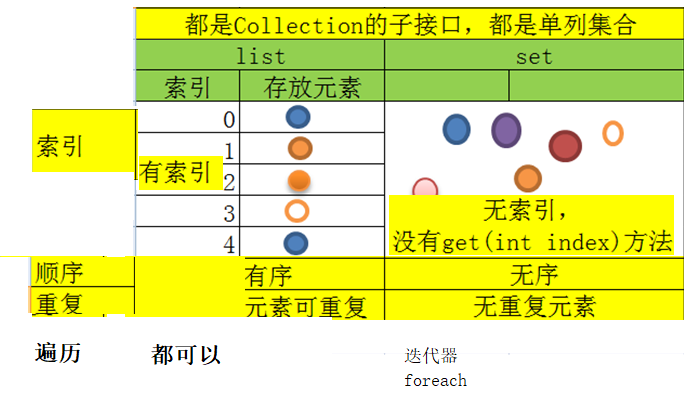 都是Collection的子接口，都是单列集合
list set
索引 存放元素
0
索引
1
有索引
2
3
无索引，
4
没有get(int index)方法
顺序 有序 无序
重复 元素可重复 无重复元素
遍历 都可以 迭代器
foreach